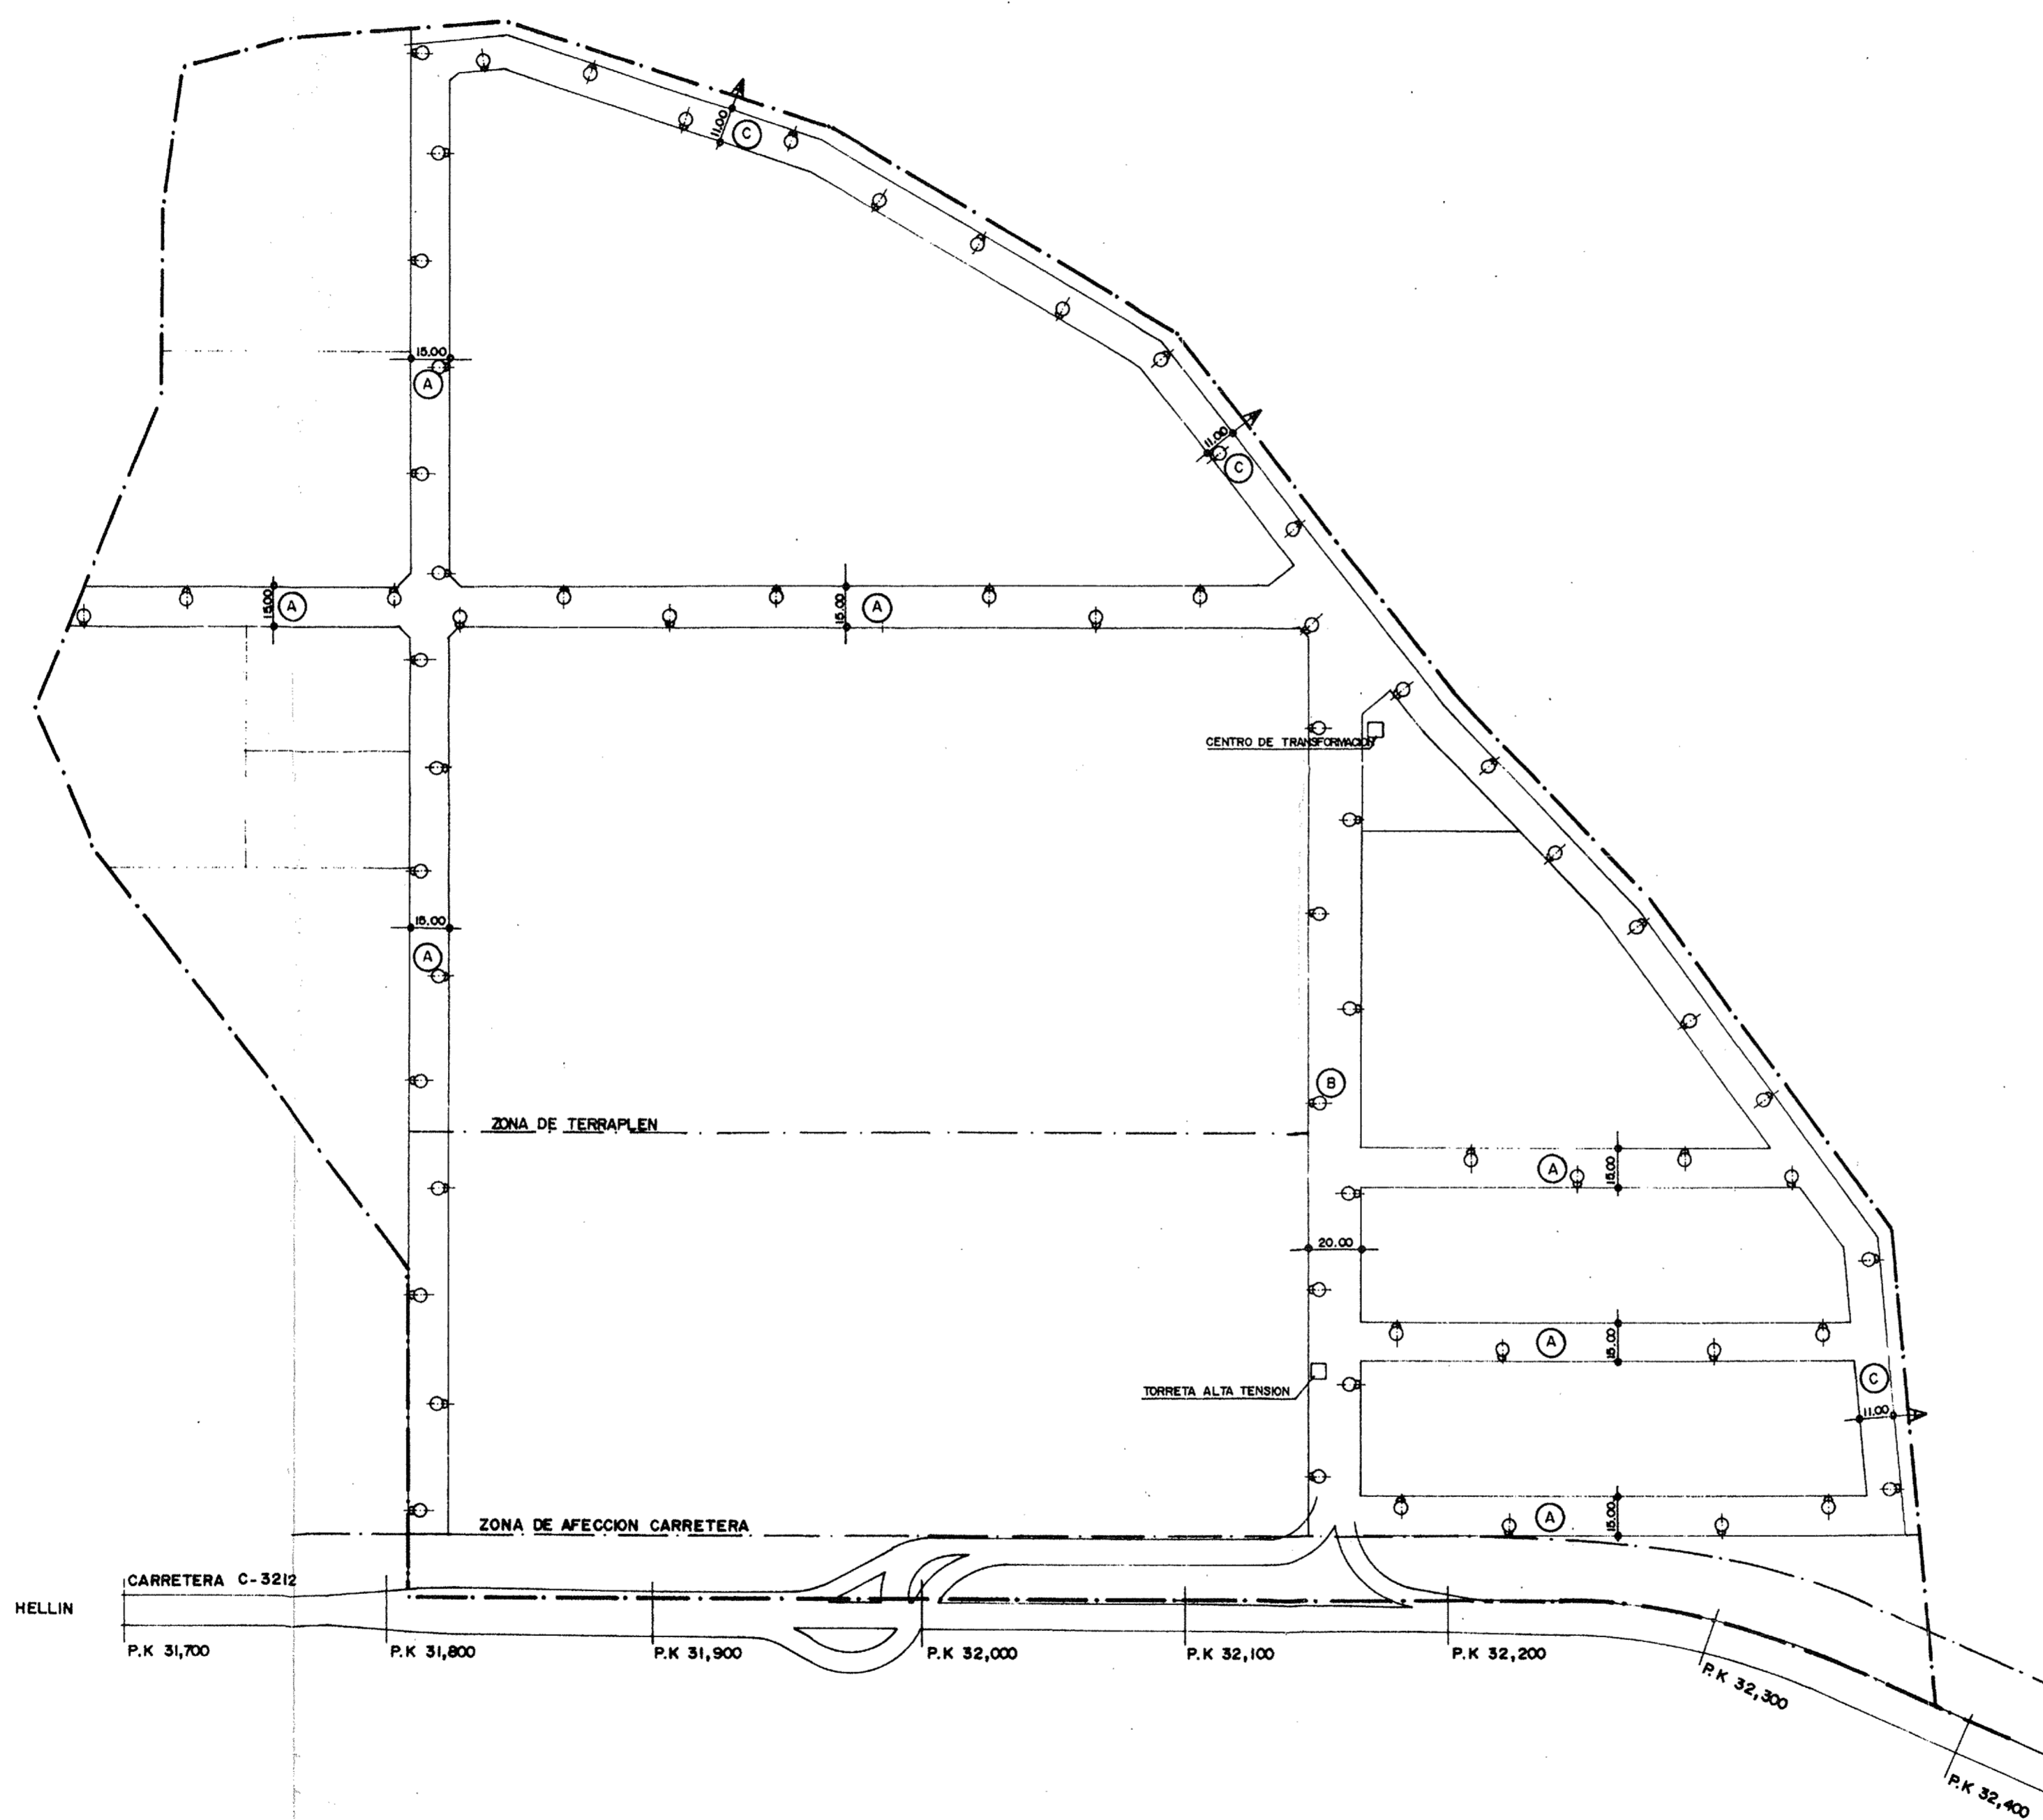 11.00
C
15.00
A
11.00
C
15.00
A
15.00
A
CENTRO DE TRANSFORMACION
15.00
A
B
ZONA DE TERRAPLEN
A
15.00
20.00
A
15.00
TORRETA ALTA TENSION
C
11.00
A
15.00
ZONA DE AFECCION CARRETERA
CARRETERA C-3212
HELLIN
P.K 31,700
P.K 31,800
P.K 31,900
P.K 32,000
P.K 32,100
P.K 32,200
P.K 32,300
P.K 32,400